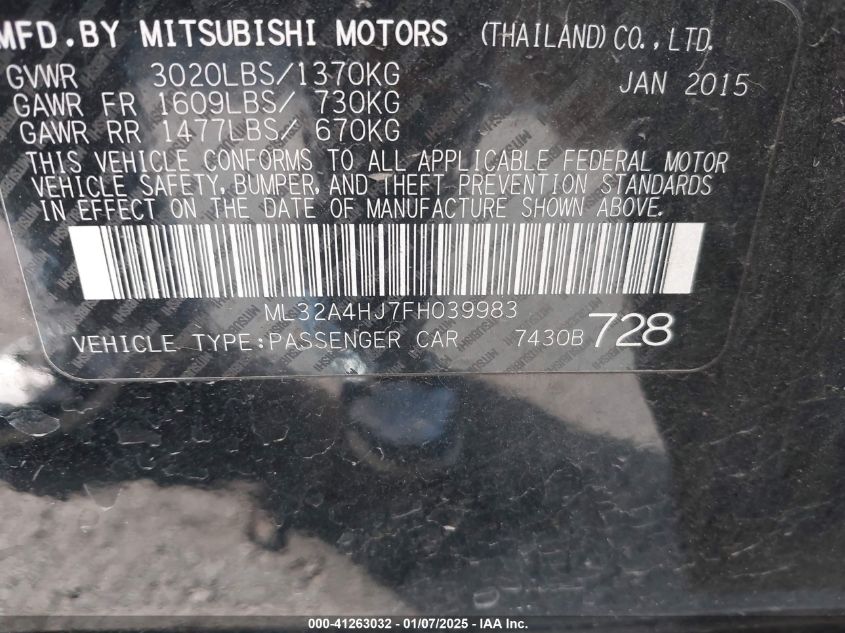 MFD.BY MITSUBISHI MOTORS (THAILAND) CO., LTD.
GVWR 3020LBS/1370KG JAN 2015
GAWR FR 1609LBS/ 730KG
GAWR RR 1477LBS/ 670KG
THIS VEHICLE CONFORMS TO ALL APPLICABLE FEDERAL MOTOR
VEHICLE SAFETY, BUMPER, AND THEFT PREVENTION STANDARDS
IN EFFECT ON THE DATE OF MANUFACTURE SHOWN ABOVE.
ML32A4HJ7FH039983
VEHICLE TYPE:PASSENGER CAR 7430B 728
000-41263032 - 01/07/2025 - IAA Inc.